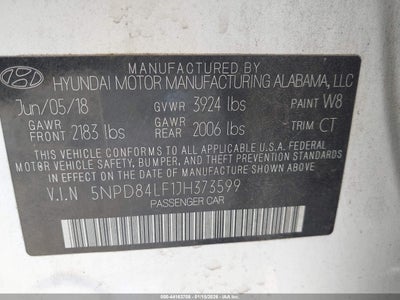 MANUFACTURED BY
HYUNDAI MOTOR MANUFACTURING ALABAMA, LLC
Jun/05/18 GVWR 3924 lbs PAINT W8
GAWR FRONT 2183 lbs GAWR REAR 2006 lbs TRIM CT
THIS VEHICLE CONFORMS TO ALL APPLICABLE U.S.A. FEDERAL
MOTOR VEHICLE SAFETY, BUMPER, AND THEFT PREVENTION STANDARDS
IN EFFECT ON THE DATE OF MANUFACTURE SHOWN ABOVE.
V.I.N 5NPD84LF1JH373599
PASSENGER CAR